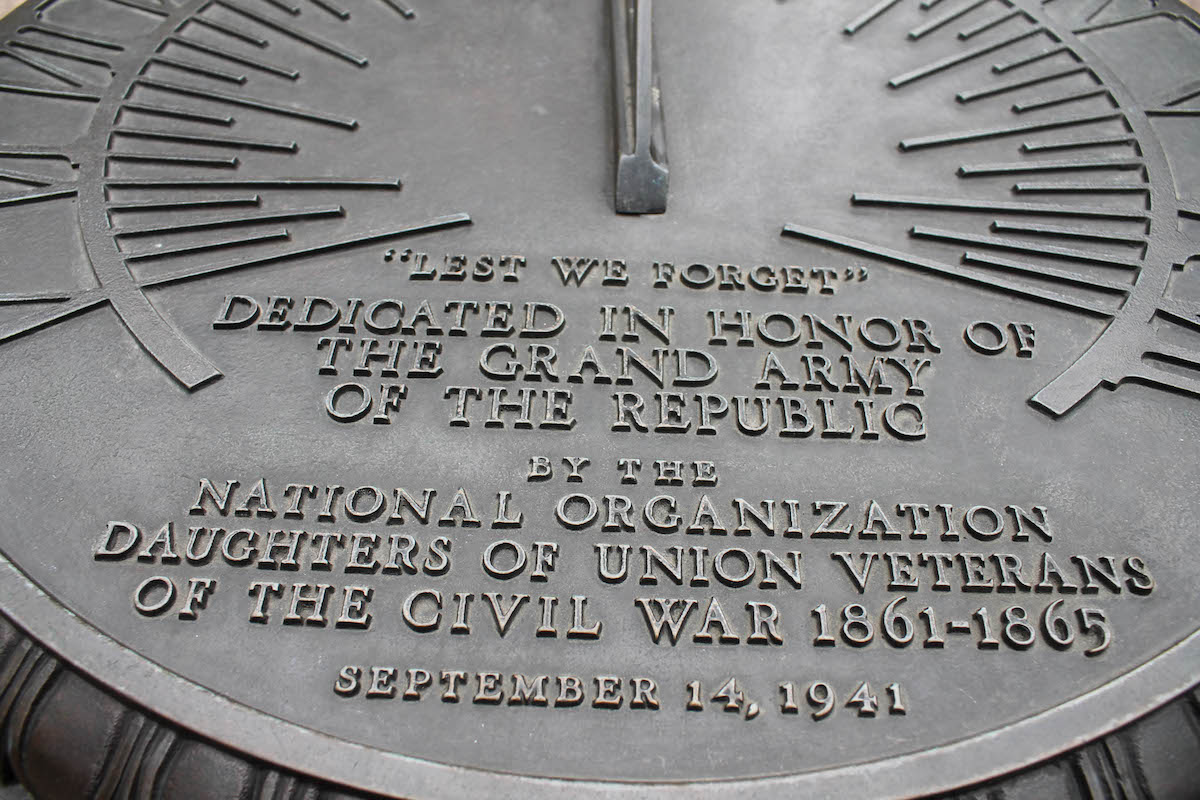 "LEST WE FORGET"
DEDICATED IN HONOR OF
THE GRAND ARMY
OF THE REPUBLIC
BY THE
NATIONAL ORGANIZATION
DAUGHTERS OF UNION VETERANS
OF THE CIVIL WAR 1861-1865
SEPTEMBER 14, 1941